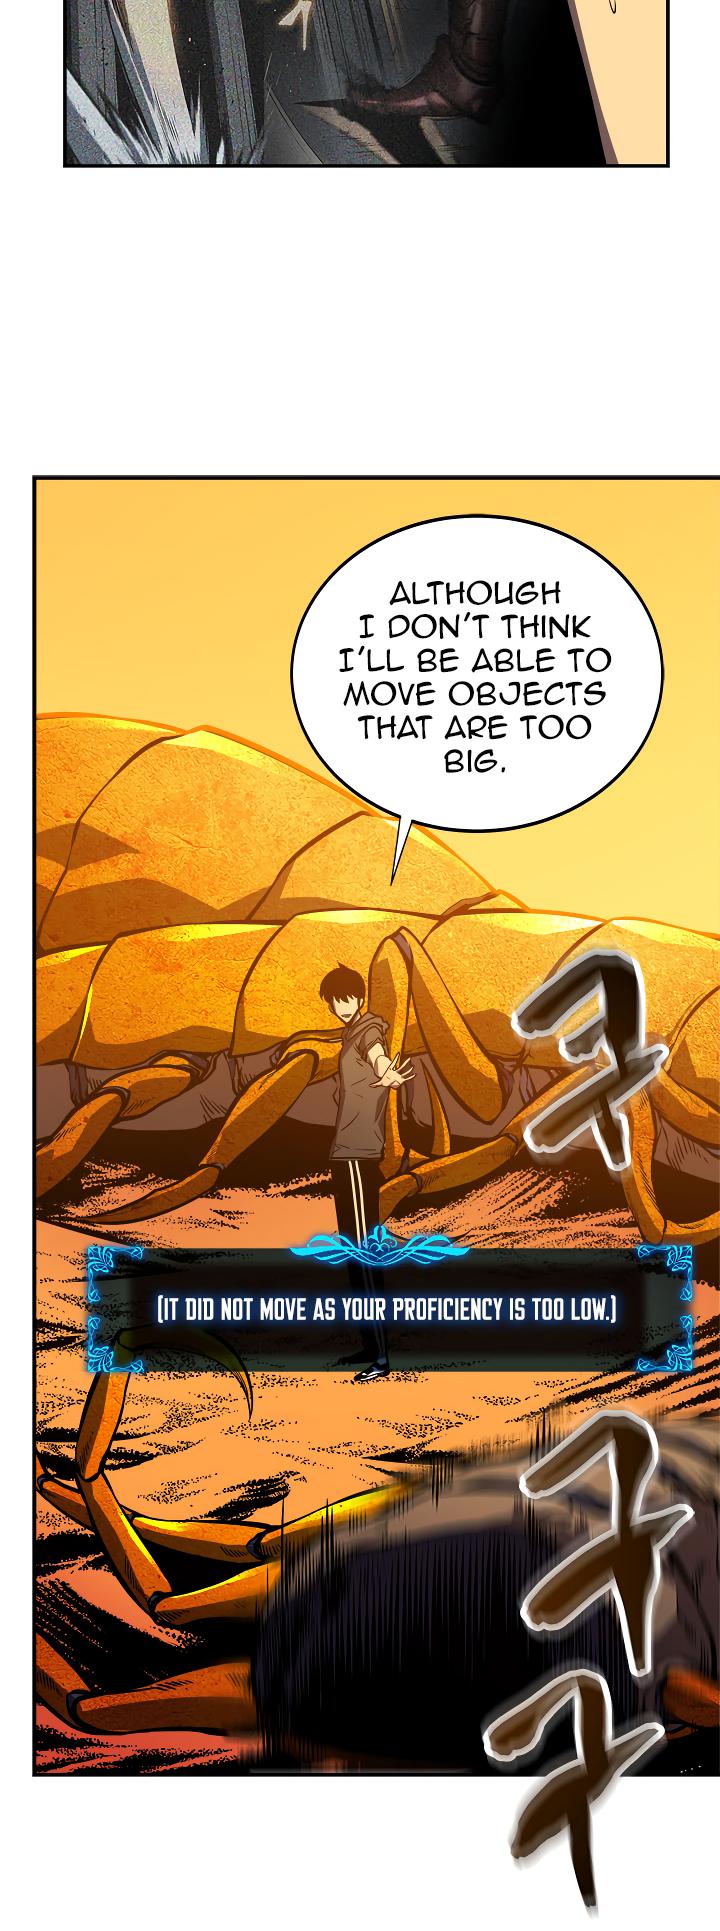 ALTHOUGH
I DON'T THINK
I'LL BE ABLE TO
MOVE OBJECTS
THAT ARE TOO
BIG.
ㅋ
[IT DID NOT MOVE AS YOUR PROFICIENCY IS TOO LOW.]
ㅋ
ㅋ